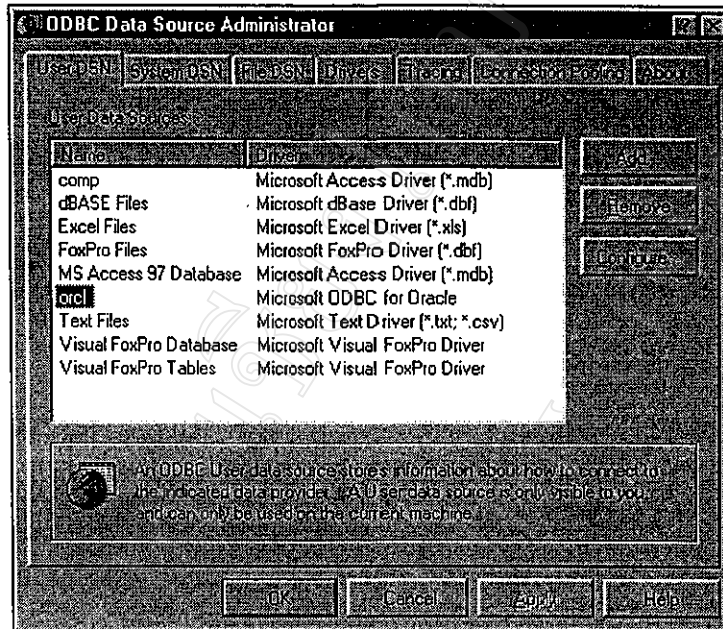 ODBC Data Source Administrator
User DSN System DSN File DSN Drivers Tracing Connection Pooling About
User Data Sources:
Name Driver
Add...
comp Microsoft Access Driver (*.mdb)
dBASE Files Microsoft dBase Driver (*.dbf)
Remove
Excel Files Microsoft Excel Driver (*.xls)
FoxPro Files Microsoft FoxPro Driver (*.dbf)
Configure...
MS Access 97 Database Microsoft Access Driver (*.mdb)
orcl Microsoft ODBC for Oracle
Text Files Microsoft Text Driver (*.txt; *.csv)
Visual FoxPro Database Microsoft Visual FoxPro Driver
Visual FoxPro Tables Microsoft Visual FoxPro Driver
An ODBC User data source stores information about how to connect to
the indicated data provider. A User data source is only visible to you,
and can only be used on the current machine.
OK Cancel Apply Help